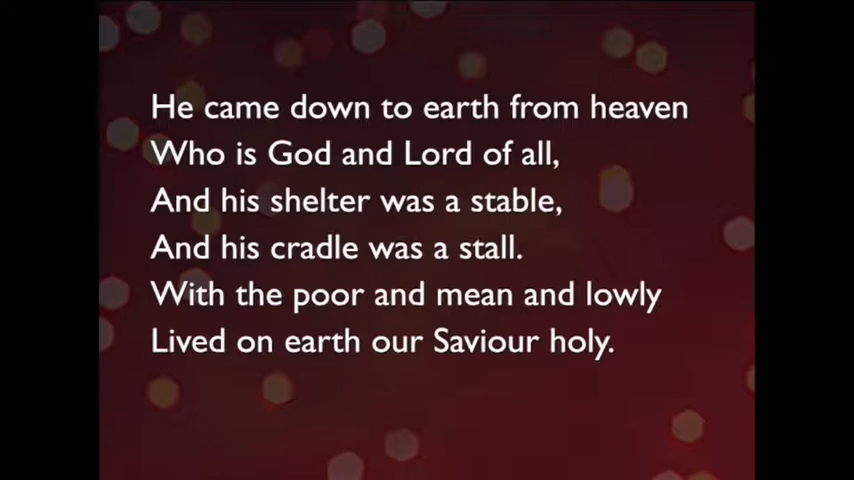 He came down to earth from heaven
Who is God and Lord of all,
And his shelter was a stable,
And his cradle was a stall.
With the poor and mean and lowly
Lived on earth our Saviour holy.